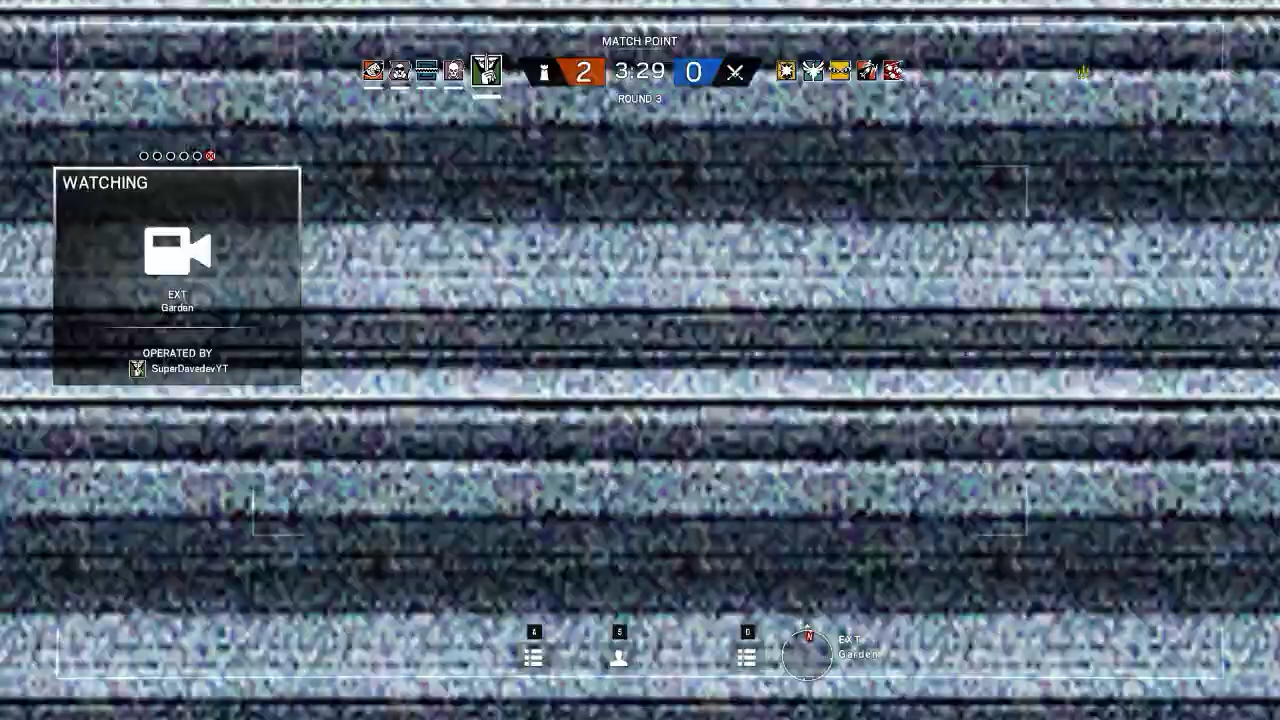 MATCH POINT
2 3:29 0
ROUND 3
WATCHING
EXT
Garden
OPERATED BY
SuperDavedevYT
A S D
N
EXT
Garden